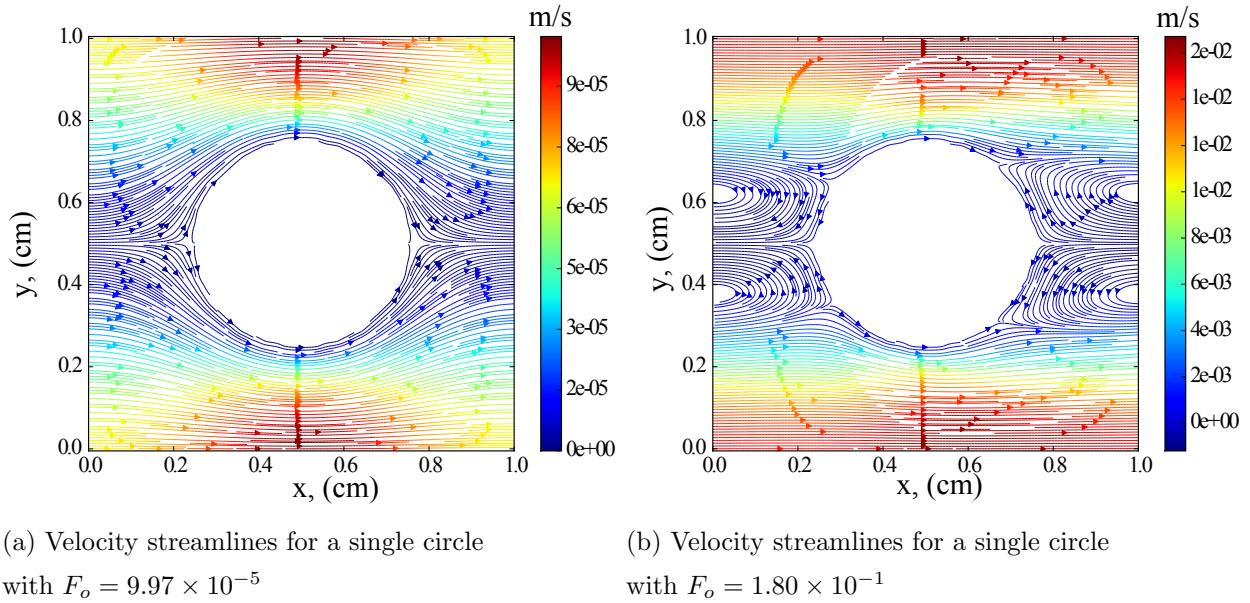 m/s
1.0
0.8
0.6
0.4
0.2
0.0
y, (cm)
0.0 0.2 0.4 0.6 0.8 1.0
x, (cm)
9e-05
8e-05
6e-05
5e-05
3e-05
2e-05
0e+00
m/s
1.0
0.8
0.6
0.4
0.2
0.0
y, (cm)
0.0 0.2 0.4 0.6 0.8 1.0
x, (cm)
2e-02
1e-02
1e-02
1e-02
8e-03
6e-03
4e-03
2e-03
0e+00
(a) Velocity streamlines for a single circle
with Fₒ = 9.97 × 10⁻⁵
(b) Velocity streamlines for a single circle
with Fₒ = 1.80 × 10⁻¹